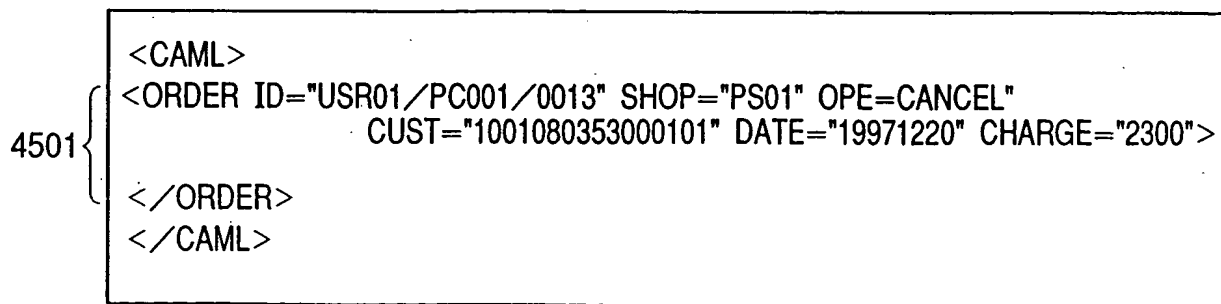 <CAML>
<ORDER ID="USR01/PC001/0013" SHOP="PS01" OPE=CANCEL"
CUST="1001080353000101" DATE="19971220" CHARGE="2300">
4501
</ORDER>
</CAML>